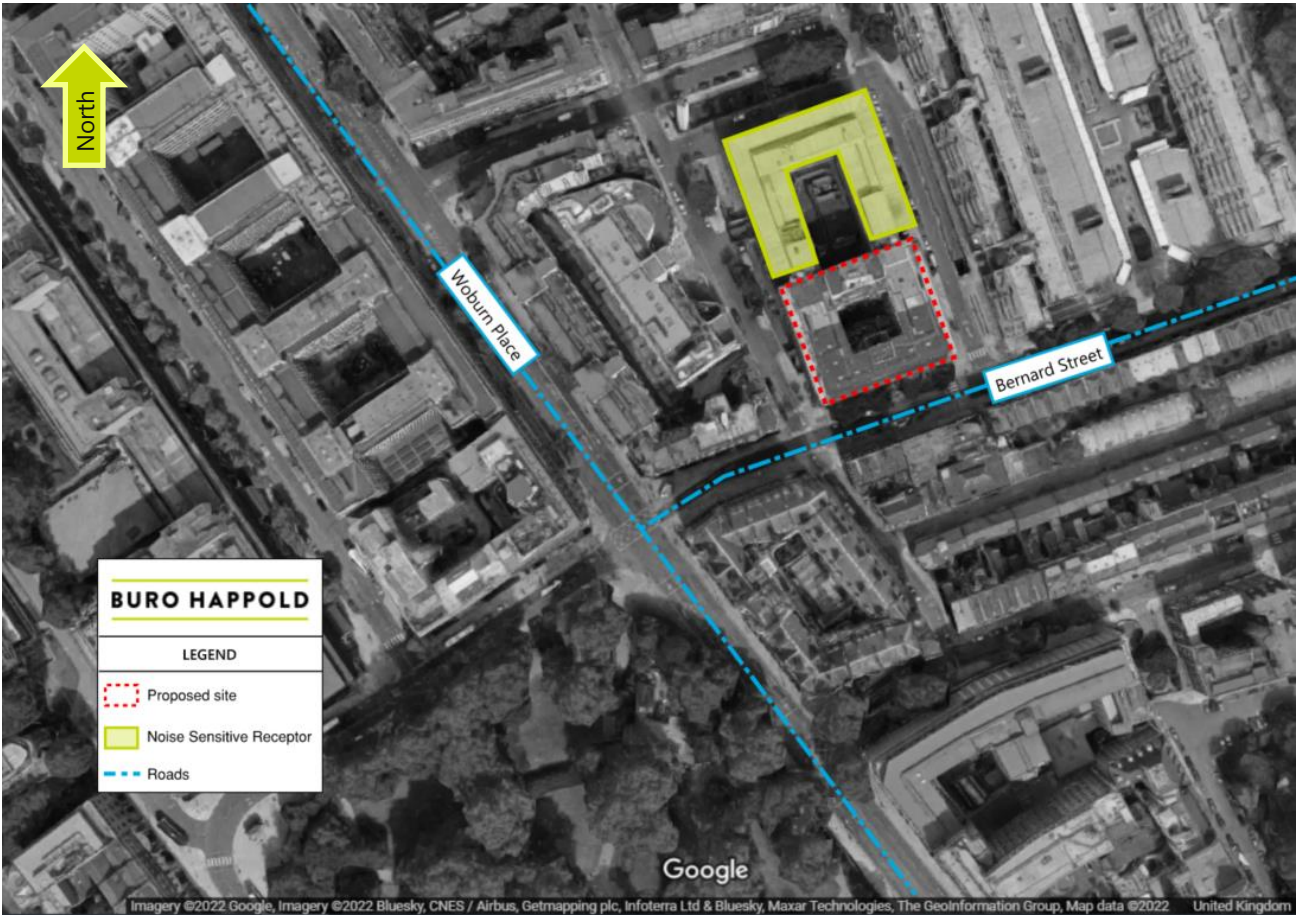 North
Woburn Place
Bernard Street
BURO HAPPOLD
LEGEND
Proposed site
Noise Sensitive Receptor
Roads
Google
Imagery ©2022 Google, Imagery ©2022 Bluesky, CNES / Airbus, Getmapping plc, Infoterra Ltd & Bluesky, Maxar Technologies, The GeoInformation Group, Map data ©2022 United Kingdom